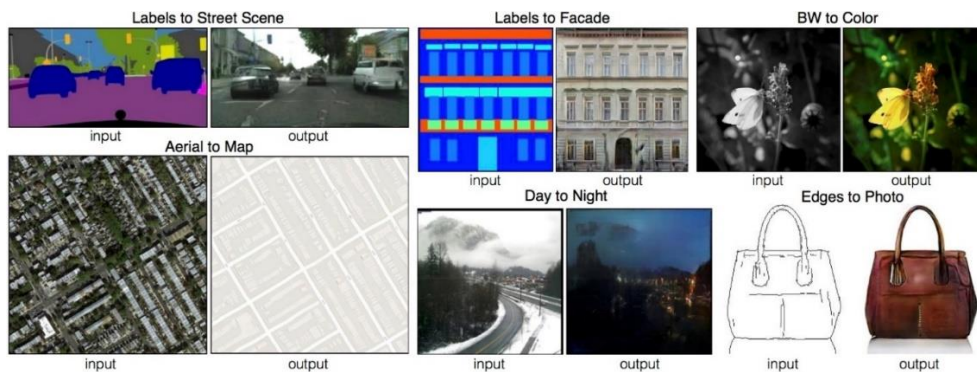 Labels to Street Scene
input
output
Labels to Facade
input
output
BW to Color
input
output
Aerial to Map
input
output
Day to Night
input
output
Edges to Photo
input
output